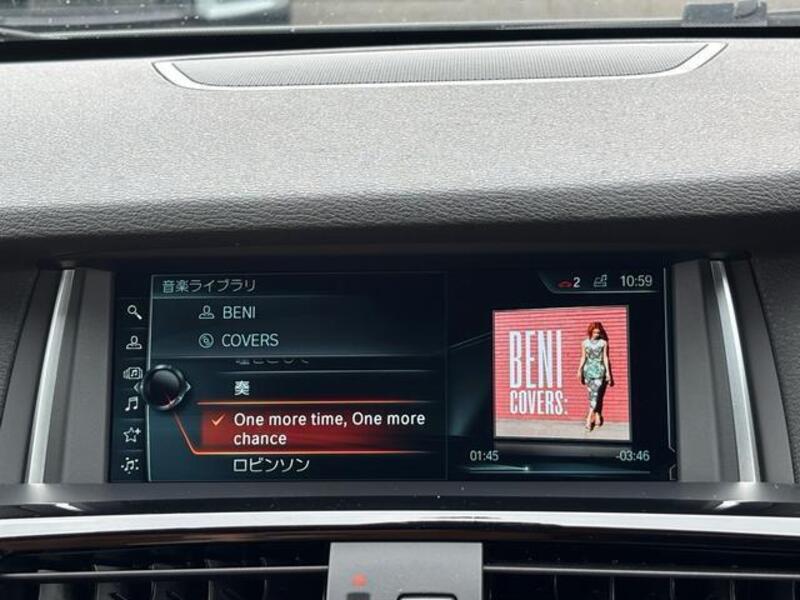 音楽ライブラリ
2 10:59
BENI
COVERS
奏
One more time, One more
chance
ロビンソン
BENI
COVERS:
01:45
-03:46